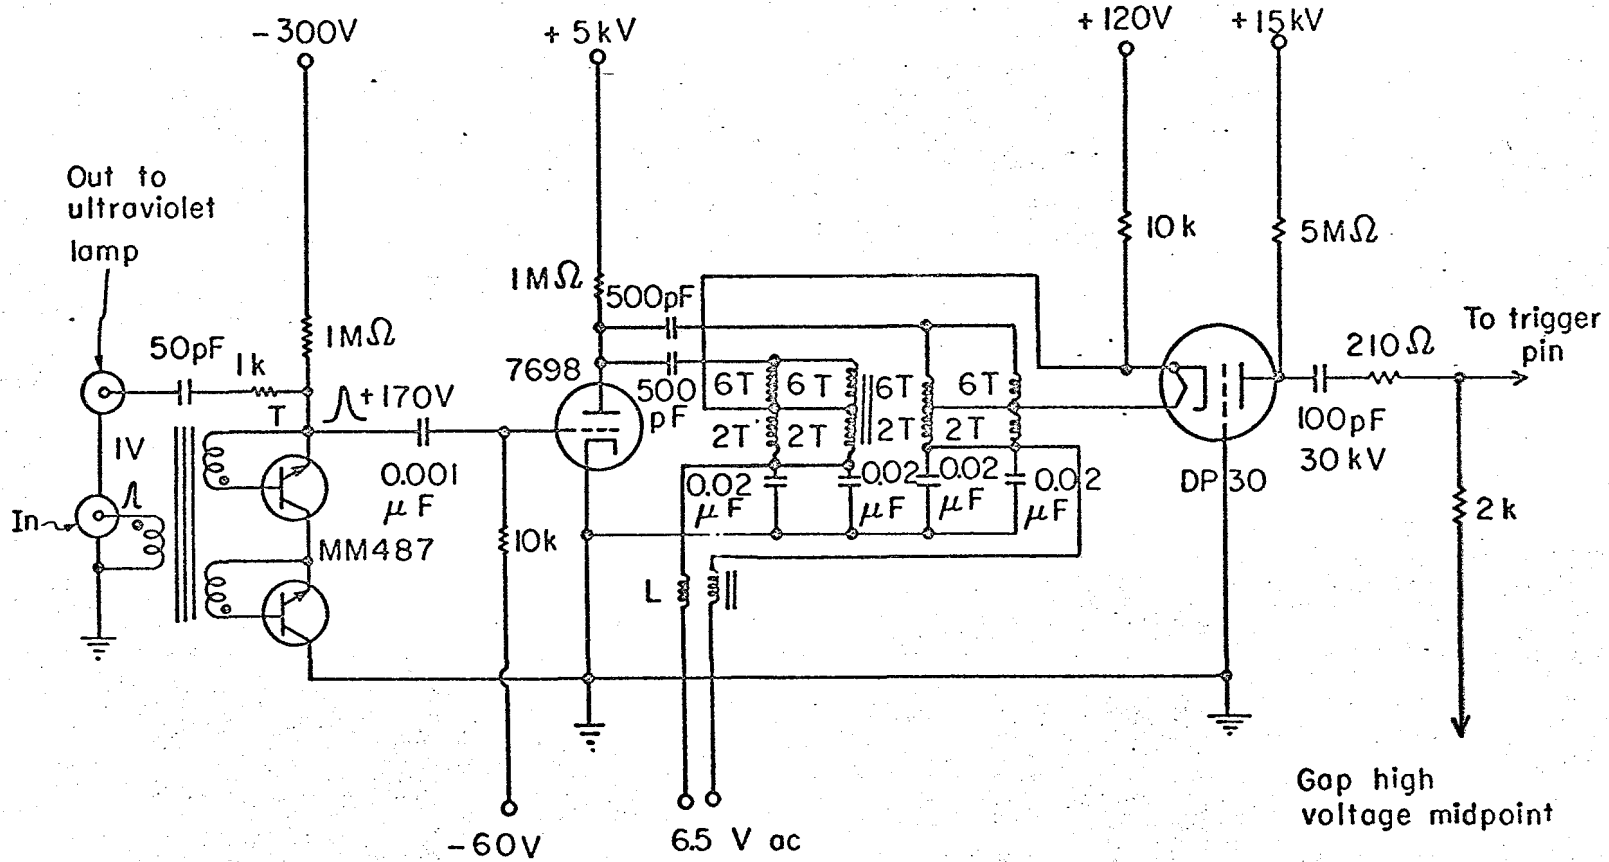 -300V
+5kV
+120V
+15kV
Out to
ultraviolet
lamp
50pF
1k
1MΩ
1MΩ
500pF
10k
5MΩ
To trigger
pin
210Ω
7698
500
pF
6T
6T
6T
6T
T
+170V
1V
2T
2T
2T
2T
100pF
30 kV
In
0.001
μF
0.02
μF
0.02
μF
0.02
μF
0.02
μF
DP 30
2k
MM487
10k
L
-60V
6.5 V ac
Gap high
voltage midpoint